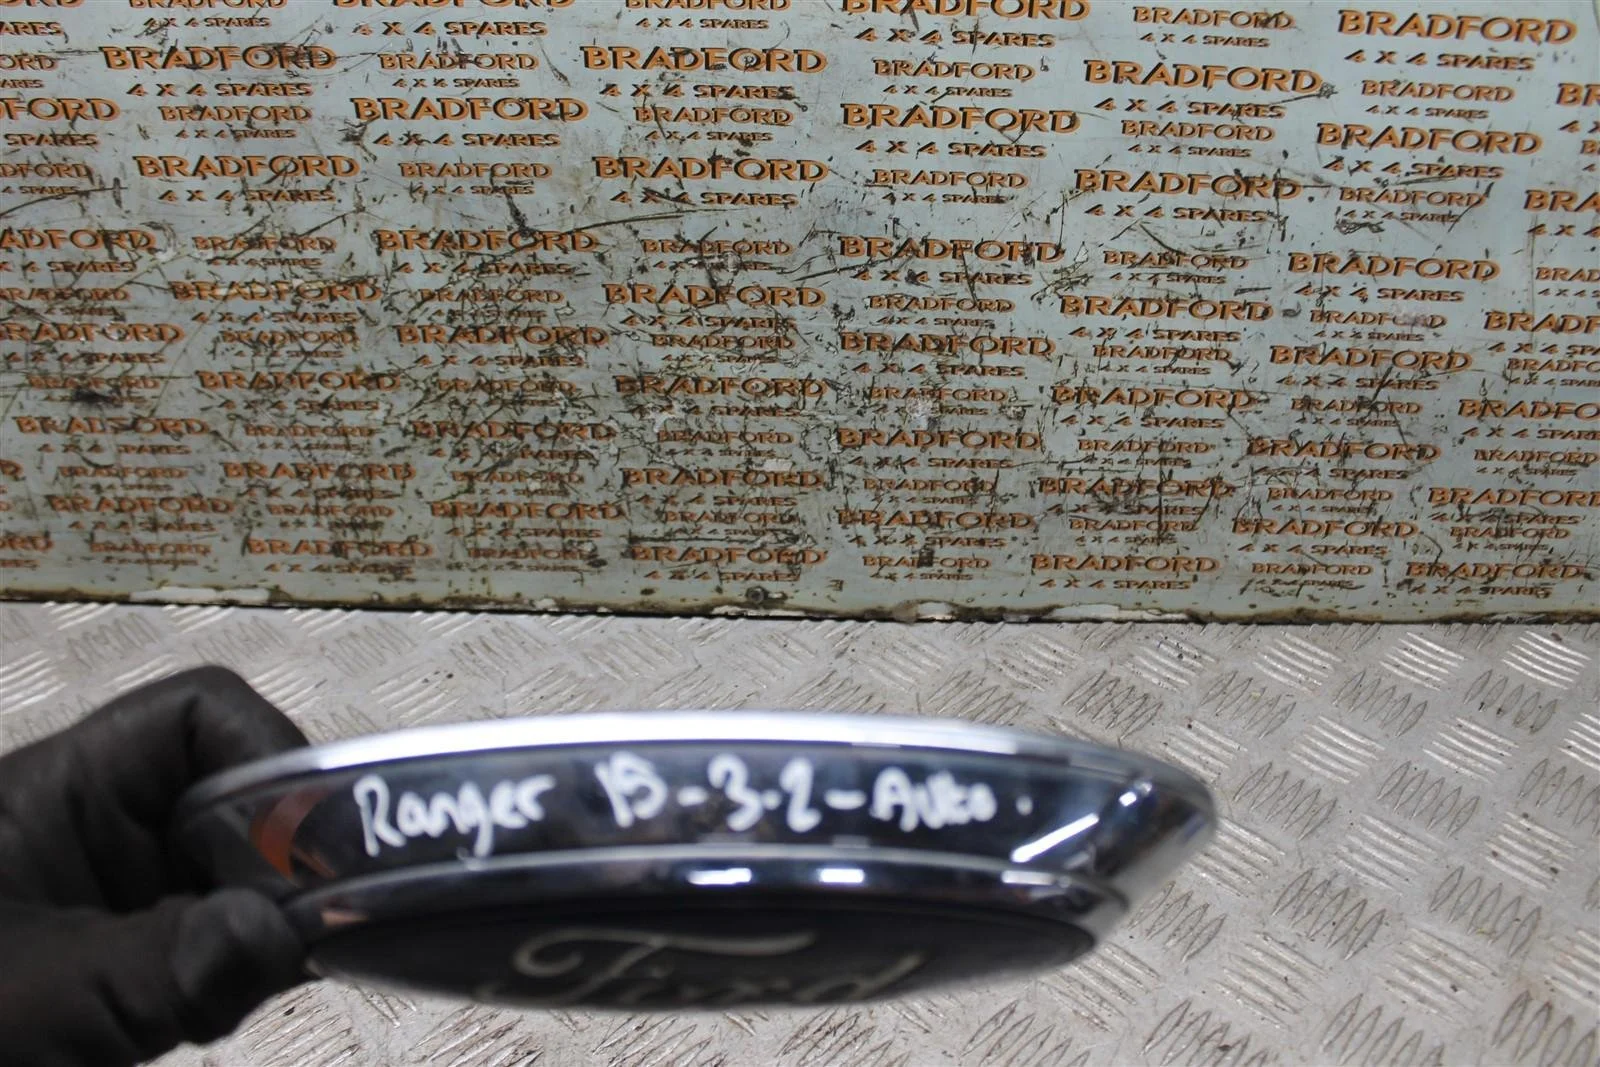 BRADFORD
4 X 4 SPARES
Ranger 15-3.2-Auto.
Ford